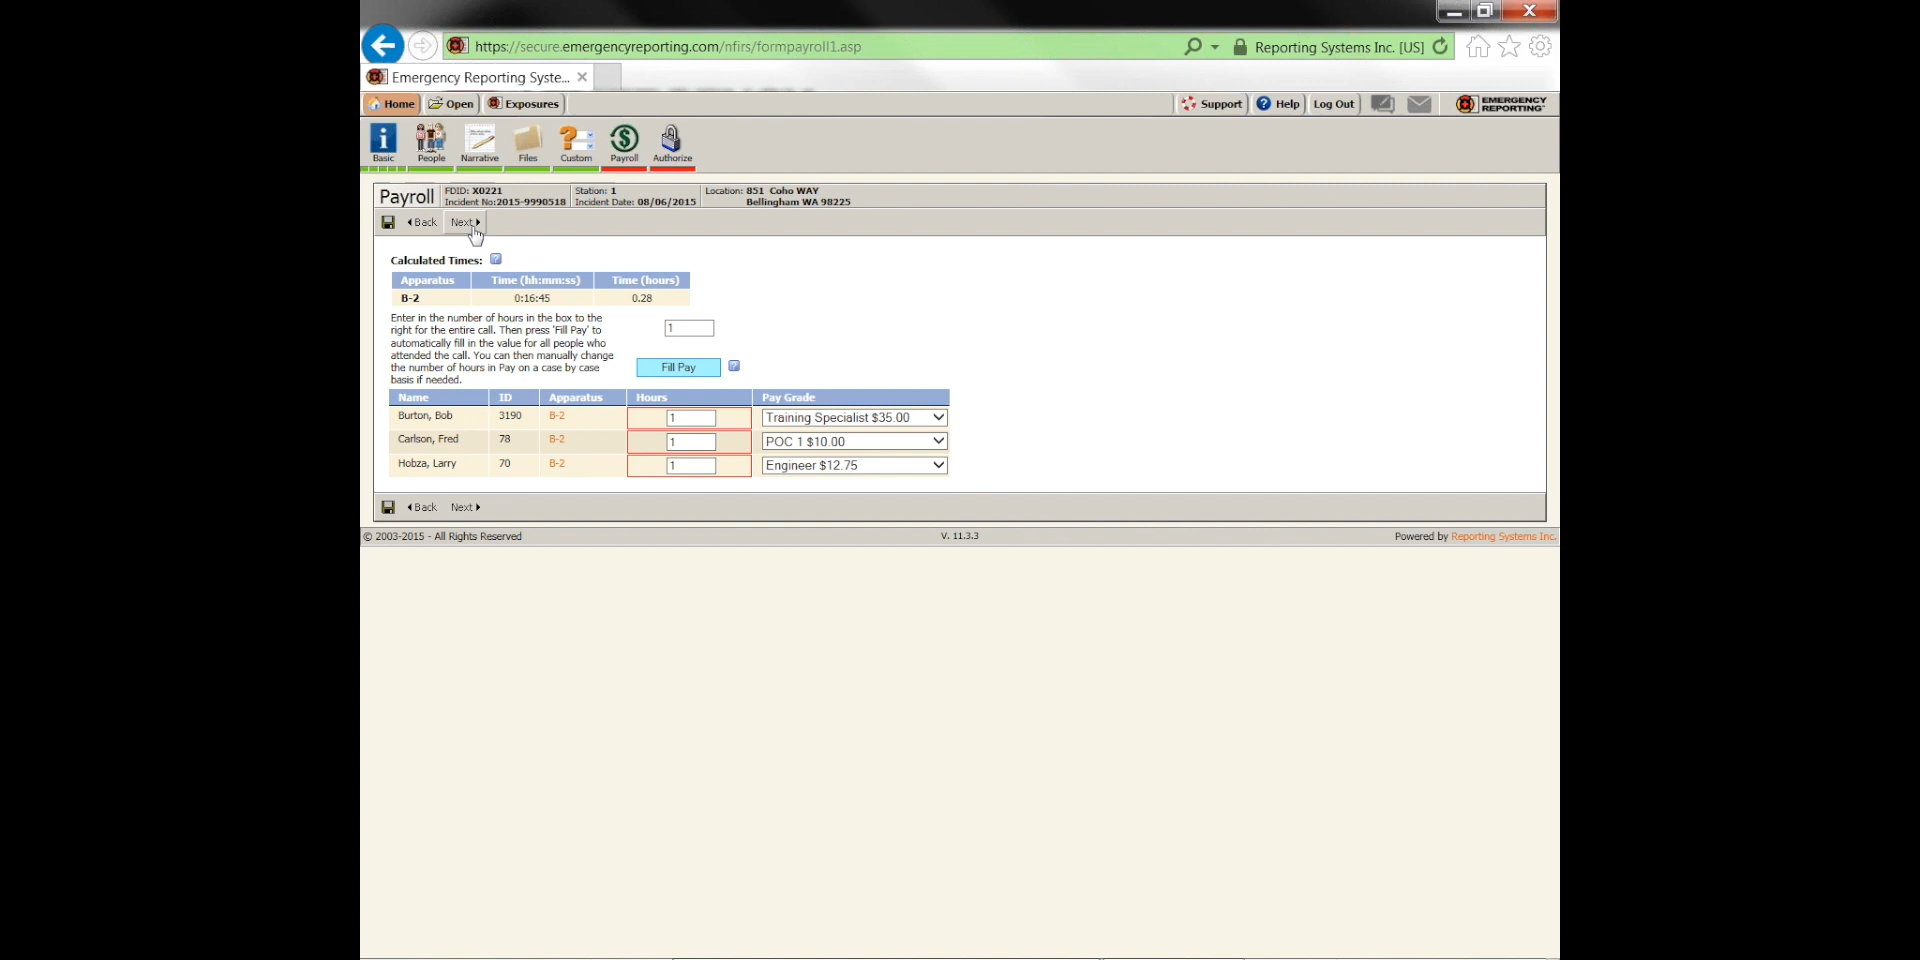 https://secure.emergencyreporting.com/nfirs/formpayroll1.asp
Reporting Systems Inc. [US]
Emergency Reporting Syste...
Home Open Exposures Support Help Log Out EMERGENCY REPORTING
Basic People Narrative Files Custom Payroll Authorize
Payroll
FDID: X0221 Station: 1 Location: 851 Coho WAY
Incident No:2015-9990518 Incident Date: 08/06/2015 Bellingham WA 98225
Back Next
Calculated Times:
Apparatus Time (hh:mm:ss) Time (hours)
B-2 0:16:45 0.28
Enter in the number of hours in the box to the
right for the entire call. Then press 'Fill Pay' to
automatically fill in the value for all people who
attended the call. You can then manually change
the number of hours in Pay on a case by case
basis if needed.
1
Fill Pay
Name ID Apparatus Hours Pay Grade
Burton, Bob 3190 B-2 1 Training Specialist $35.00
Carlson, Fred 78 B-2 1 POC 1 $10.00
Hobza, Larry 70 B-2 1 Engineer $12.75
Back Next
© 2003-2015 - All Rights Reserved V. 11.3.3 Powered by Reporting Systems Inc.